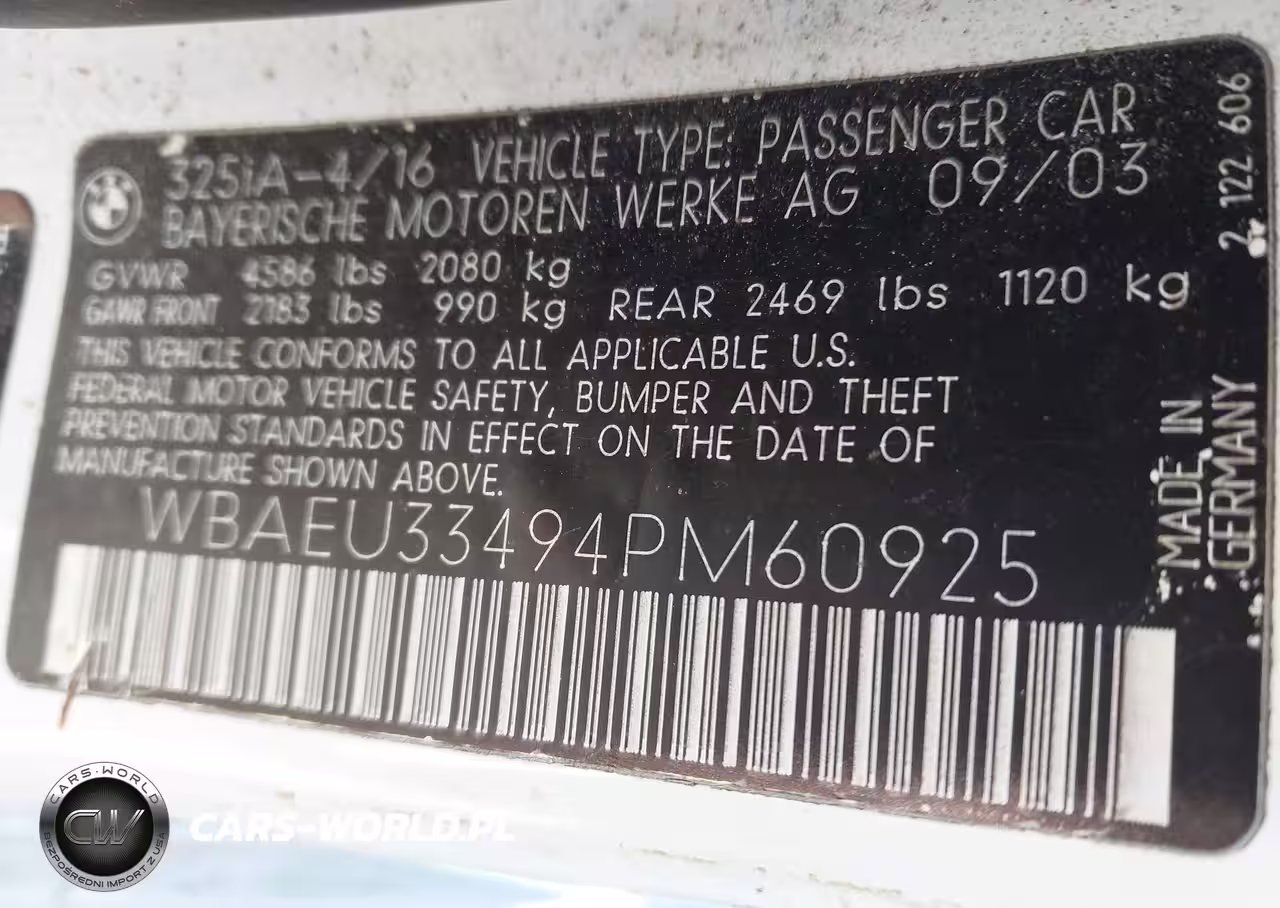 325iA-4/16 VEHICLE TYPE: PASSENGER CAR
BAYERISCHE MOTOREN WERKE AG 09/03
GVWR 4586 lbs 2080 kg
GAWR FRONT 2183 lbs 990 kg REAR 2469 lbs 1120 kg
THIS VEHICLE CONFORMS TO ALL APPLICABLE U.S.
FEDERAL MOTOR VEHICLE SAFETY, BUMPER AND THEFT
PREVENTION STANDARDS IN EFFECT ON THE DATE OF
MANUFACTURE SHOWN ABOVE.
WBAEU33494PM60925
MADE IN
GERMANY
2 122 606
CARS-WORLD
CW
BEZPOŚREDNI IMPORT Z USA
CARS-WORLD.PL